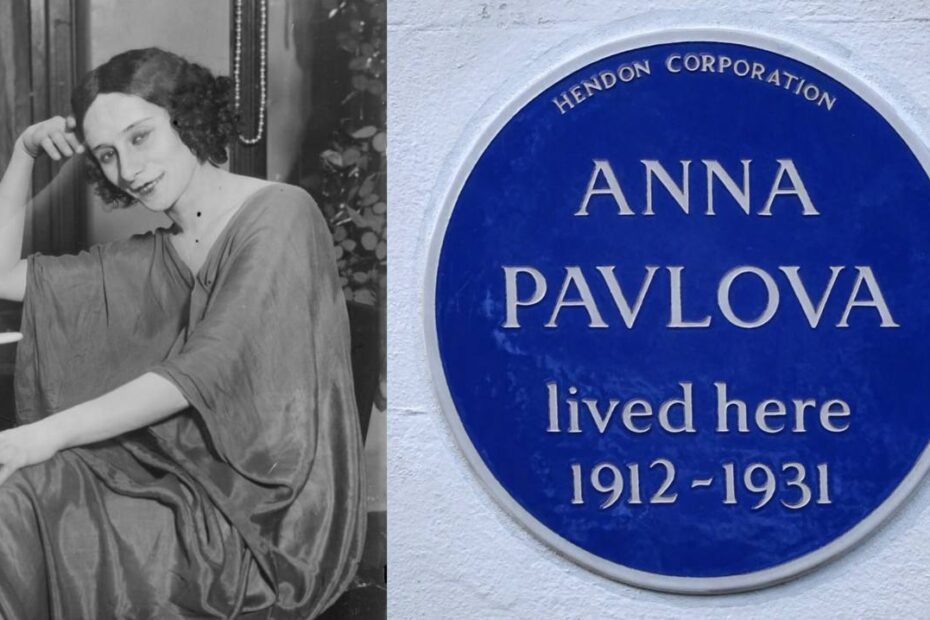 HENDON CORPORATION
ANNA
PAVLOVA
lived here
1912-1931